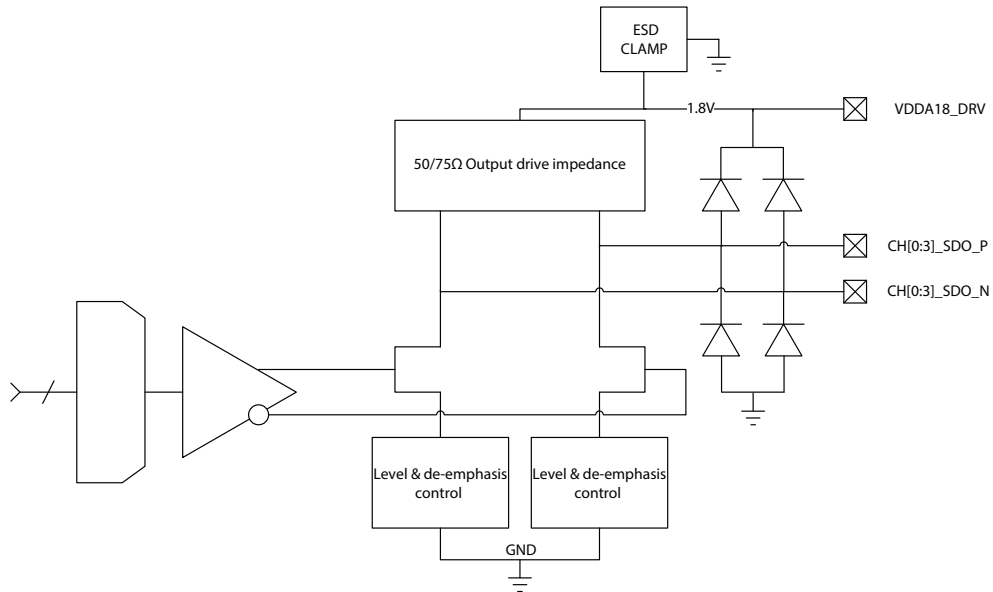 ESD
CLAMP
1.8V
VDDA18_DRV
50/75Ω Output drive impedance
CH[0:3]_SDO_P
CH[0:3]_SDO_N
Level & de-emphasis
control
Level & de-emphasis
control
GND